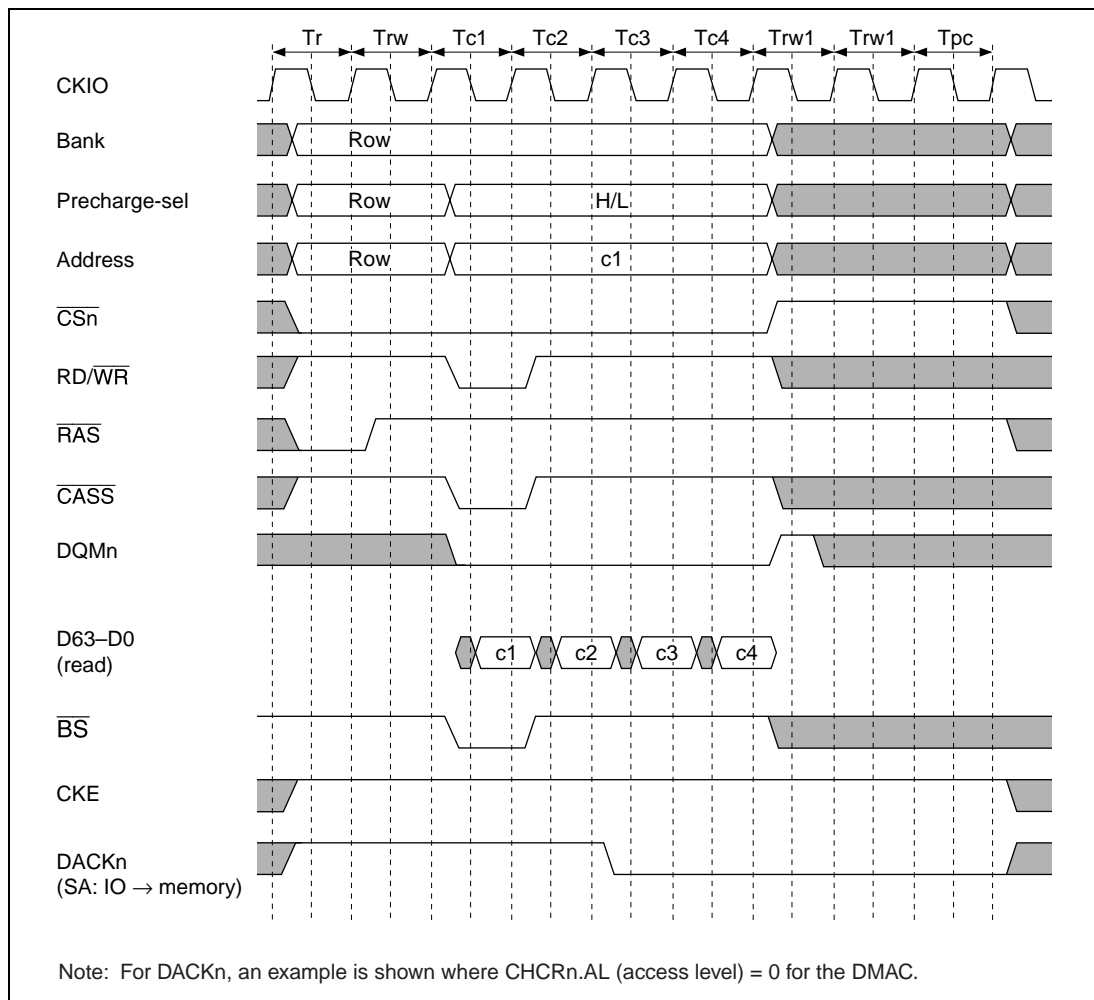 Tr Trw Tc1 Tc2 Tc3 Tc4 Trw1 Trw1 Tpc
CKIO
Bank Row
Precharge-sel Row H/L
Address Row c1
CSn
RD/WR
RAS
CASS
DQMn
D63–D0
(read) c1 c2 c3 c4
BS
CKE
DACKn
(SA: IO → memory)
Note: For DACKn, an example is shown where CHCRn.AL (access level) = 0 for the DMAC.